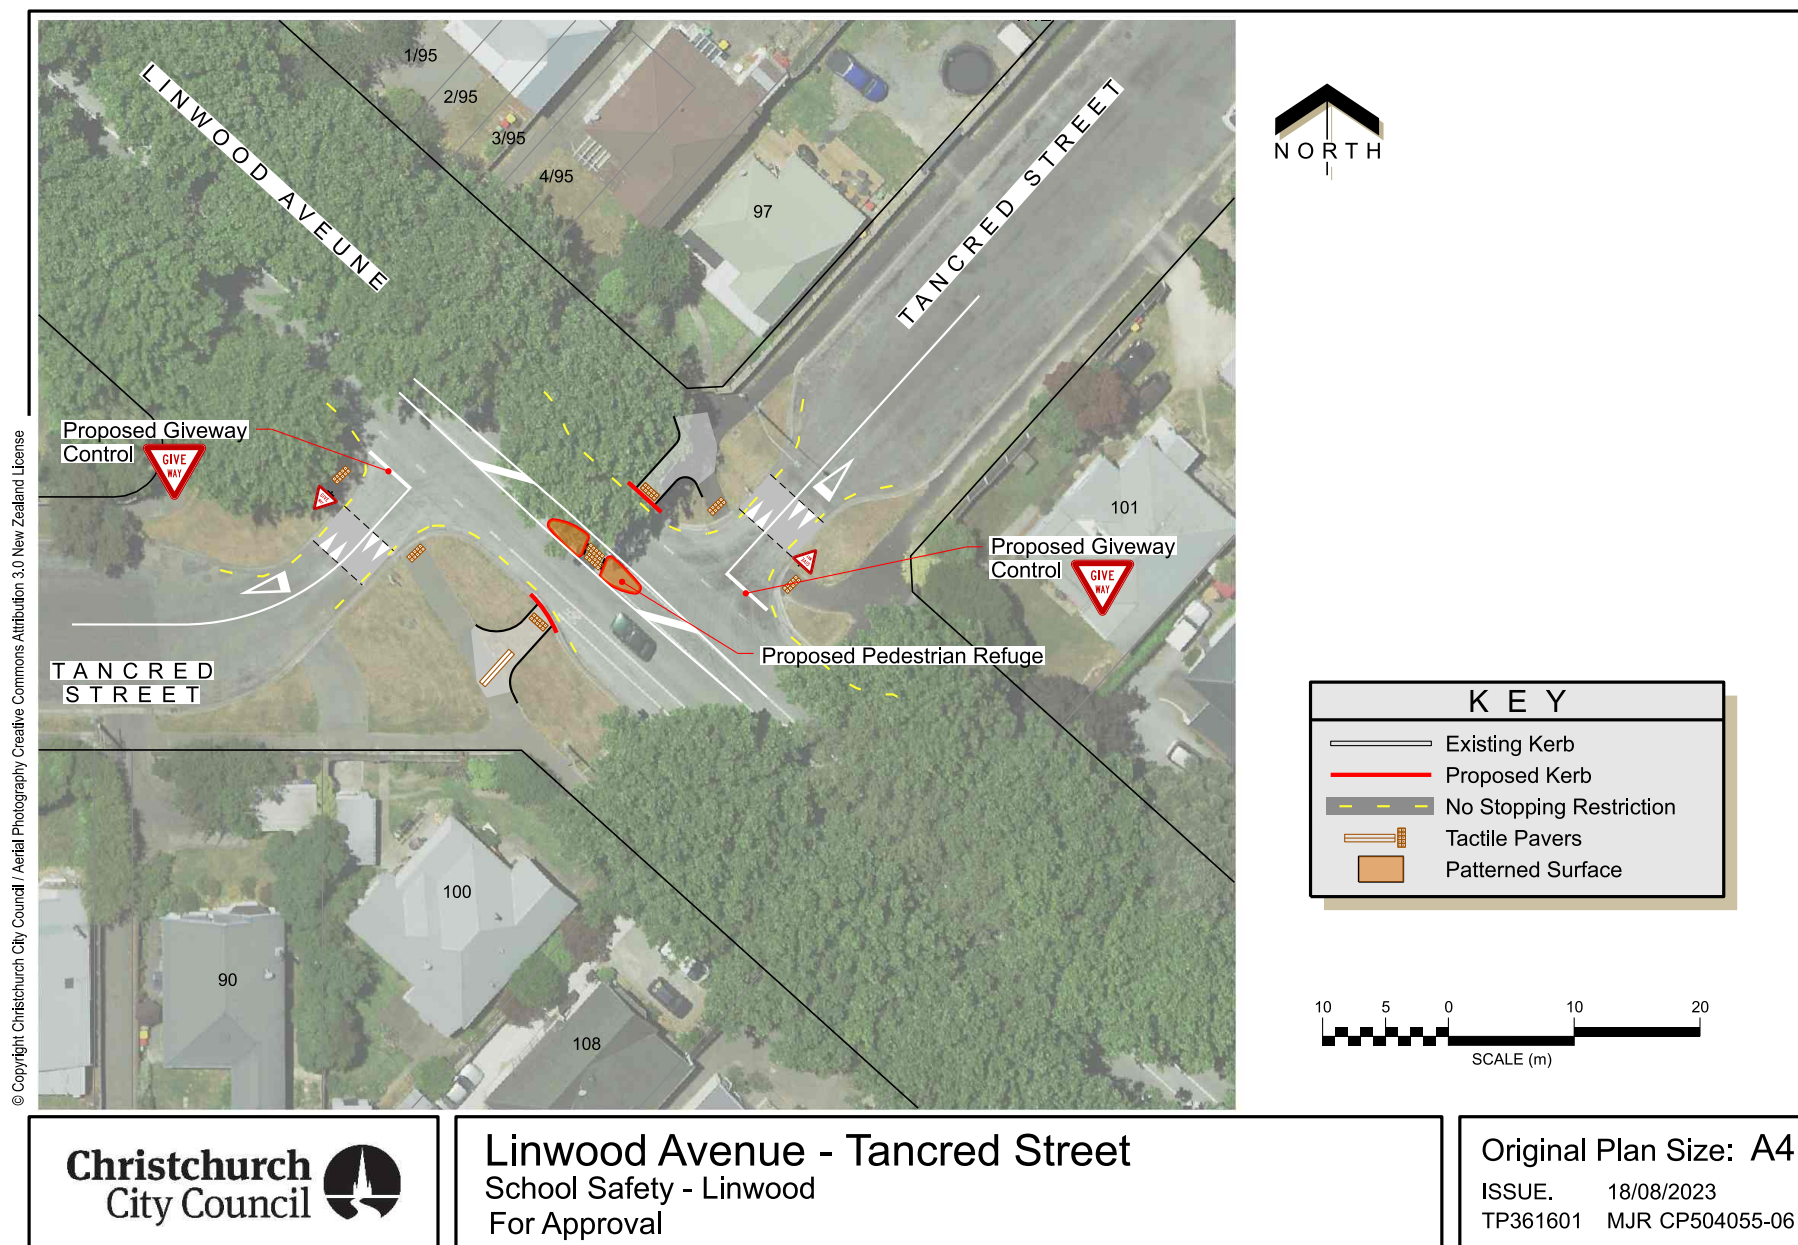 1/95
2/95
3/95
4/95
97
LINWOOD AVEUNE
TANCRED STREET
NORTH
Proposed Giveway
Control
GIVE
WAY
101
Proposed Giveway
Control
GIVE
WAY
Proposed Pedestrian Refuge
TANCRED
STREET
KEY
Existing Kerb
Proposed Kerb
No Stopping Restriction
Tactile Pavers
Patterned Surface
100
90
108
10 5 0 10 20
SCALE (m)
© Copyright Christchurch City Council / Aerial Photography Creative Commons Attribution 3.0 New Zealand License
Christchurch
City Council
Linwood Avenue - Tancred Street
School Safety - Linwood
For Approval
Original Plan Size: A4
ISSUE. 18/08/2023
TP361601 MJR CP504055-06